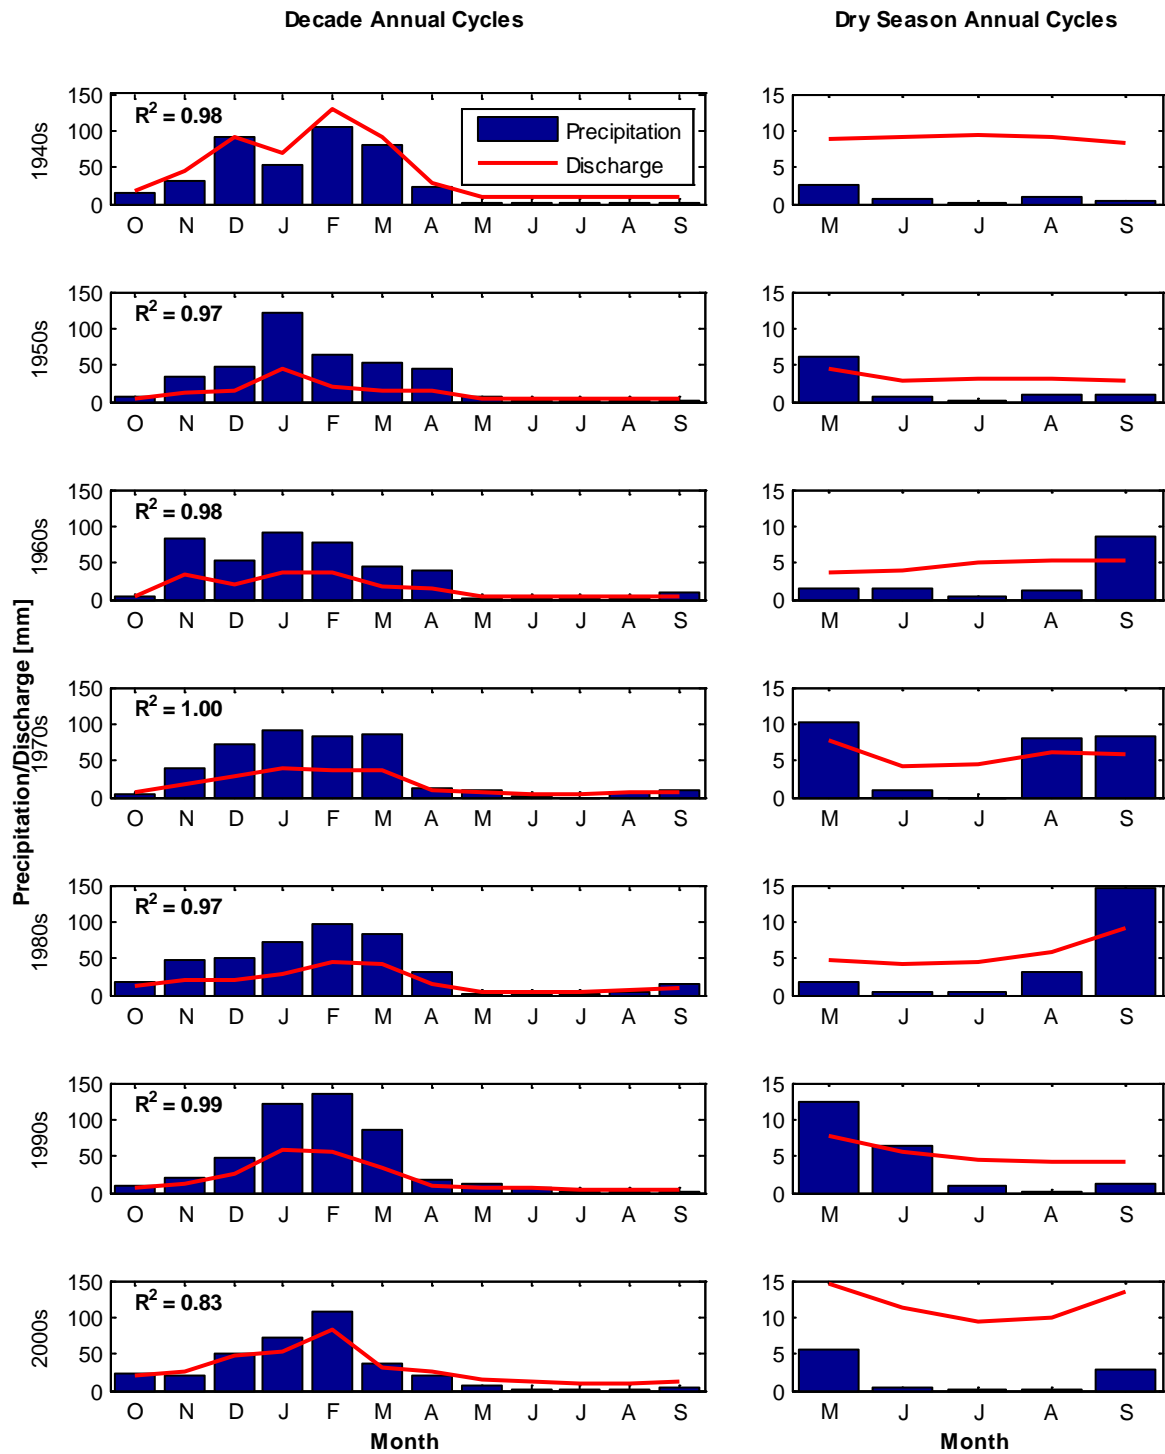 Decade Annual Cycles
Dry Season Annual Cycles
Precipitation/Discharge [mm]
1940s
150
100
50
0
R² = 0.98
Precipitation
Discharge
O N D J F M A M J J A S
15
10
5
0
M J J A S
1950s
150
100
50
0
R² = 0.97
O N D J F M A M J J A S
15
10
5
0
M J J A S
1960s
150
100
50
0
R² = 0.98
O N D J F M A M J J A S
15
10
5
0
M J J A S
1970s
150
100
50
0
R² = 1.00
O N D J F M A M J J A S
15
10
5
0
M J J A S
1980s
150
100
50
0
R² = 0.97
O N D J F M A M J J A S
15
10
5
0
M J J A S
1990s
150
100
50
0
R² = 0.99
O N D J F M A M J J A S
15
10
5
0
M J J A S
2000s
150
100
50
0
R² = 0.83
O N D J F M A M J J A S
Month
15
10
5
0
M J J A S
Month